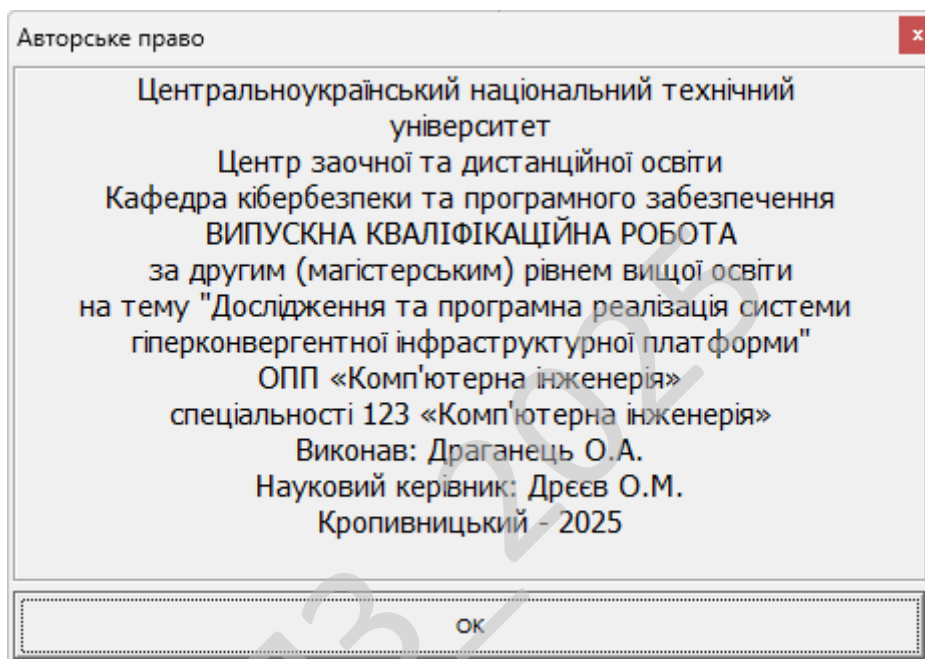 Авторське право
x
Центральноукраїнський національний технічний
університет
Центр заочної та дистанційної освіти
Кафедра кібербезпеки та програмного забезпечення
ВИПУСКНА КВАЛІФІКАЦІЙНА РОБОТА
за другим (магістерським) рівнем вищої освіти
на тему "Дослідження та програмна реалізація системи
гіперконвергентної інфраструктурної платформи"
ОПП «Комп'ютерна інженерія»
спеціальності 123 «Комп'ютерна інженерія»
Виконав: Драганець О.А.
Науковий керівник: Дрєєв О.М.
Кропивницький - 2025
ОК